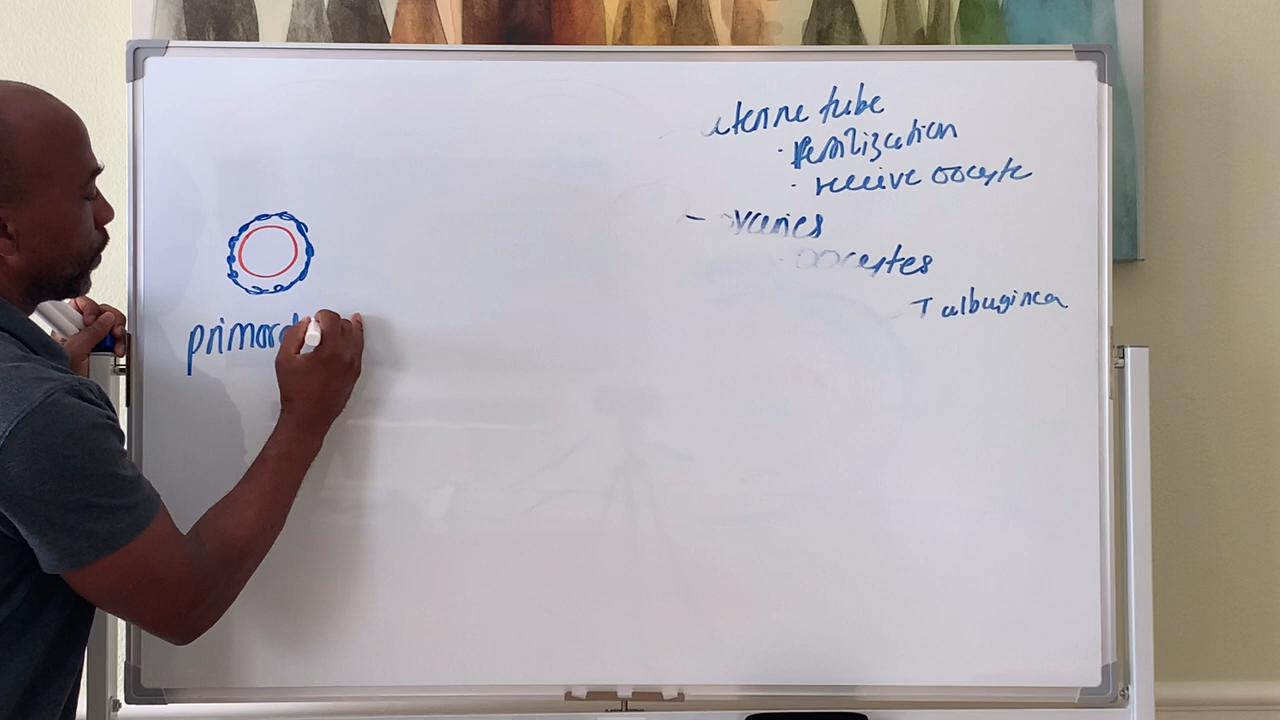 uterine tube
· fertilization
· receive oocyte
- ovaries
oocytes
T albuginea
primord